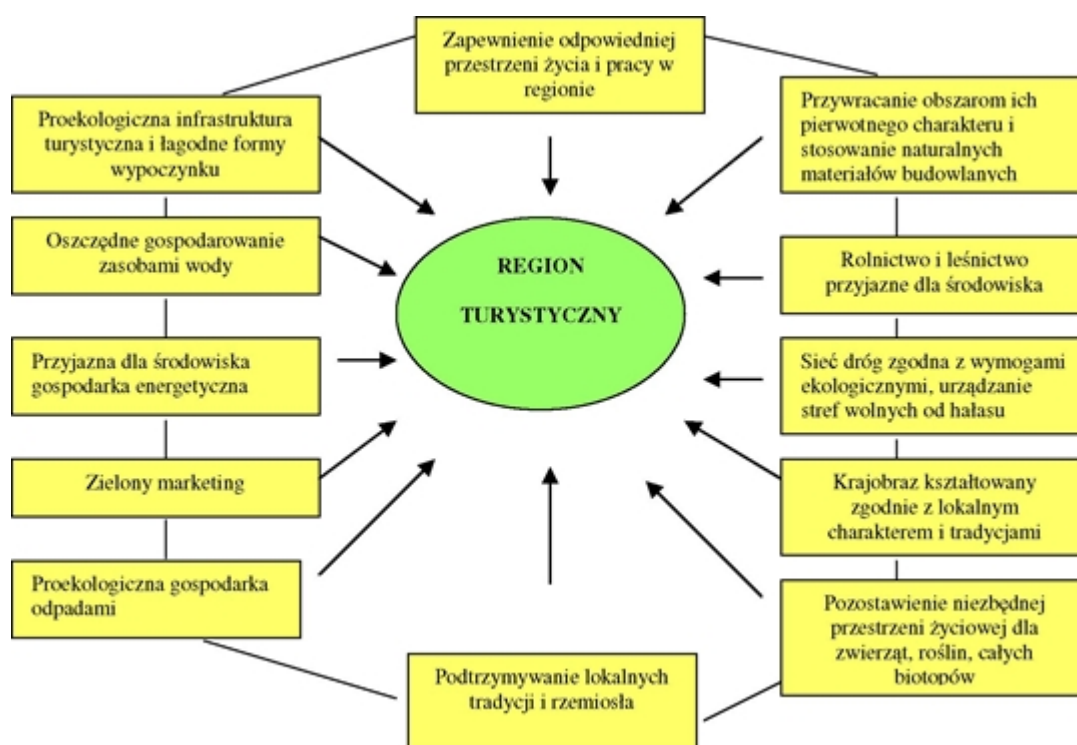 Zapewnienie odpowiedniej
przestrzeni życia i pracy w
regionie
Proekologiczna infrastruktura
turystyczna i łagodne formy
wypoczynku
Przywracanie obszarom ich
pierwotnego charakteru i
stosowanie naturalnych
materiałów budowlanych
Oszczędne gospodarowanie
zasobami wody
REGION
TURYSTYCZNY
Rolnictwo i leśnictwo
przyjazne dla środowiska
Przyjazna dla środowiska
gospodarka energetyczna
Sieć dróg zgodna z wymogami
ekologicznymi, urządzanie
stref wolnych od hałasu
Zielony marketing
Krajobraz kształtowany
zgodnie z lokalnym
charakterem i tradycjami
Proekologiczna gospodarka
odpadami
Pozostawienie niezbędnej
przestrzeni życiowej dla
zwierząt, roślin, całych
biotopów
Podtrzymywanie lokalnych
tradycji i rzemiosła